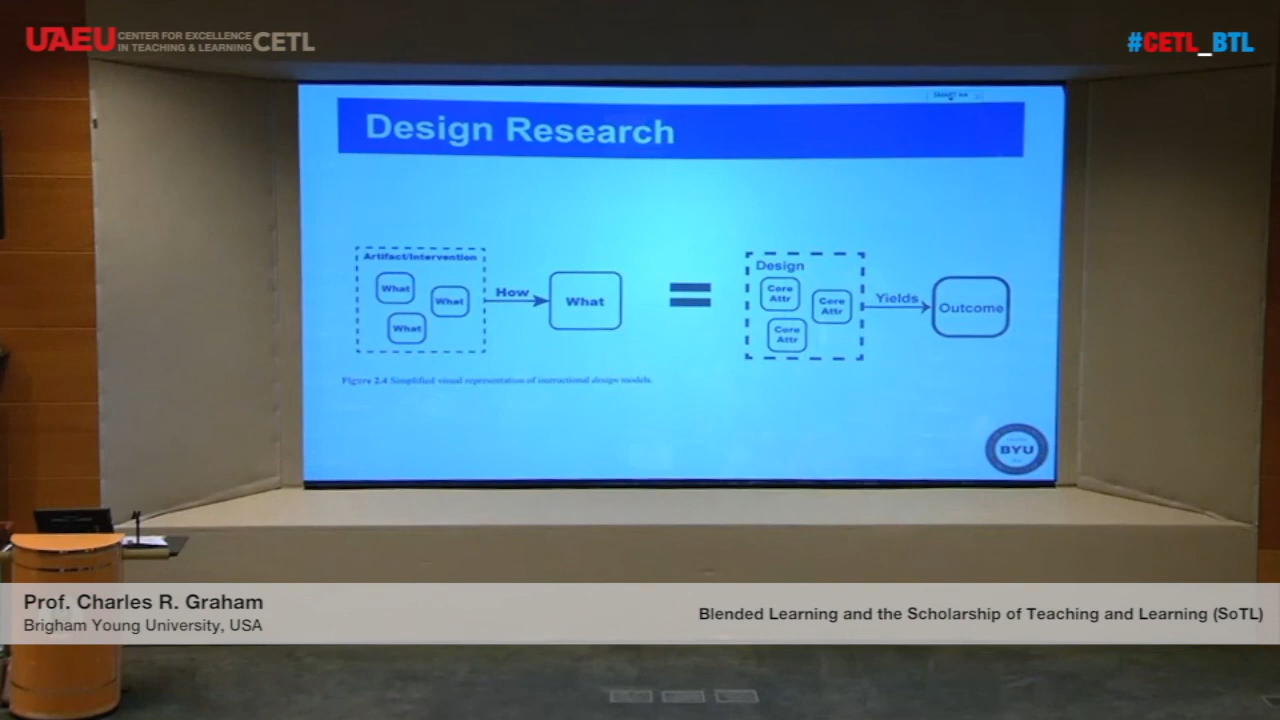 UAEU CENTER FOR EXCELLENCE
IN TEACHING & LEARNING CETL
#CETL_BTL
SMART Ink
Design Research
Artifact/Intervention
What
What
What
How
What
=
Design
Core
Attr
Core
Attr
Core
Attr
Yields
Outcome
Figure 2.4 Simplified visual representation of instructional design models.
BYU
Prof. Charles R. Graham
Brigham Young University, USA
Blended Learning and the Scholarship of Teaching and Learning (SoTL)